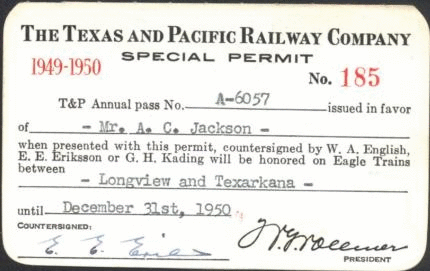 THE TEXAS AND PACIFIC RAILWAY COMPANY
SPECIAL PERMIT
1949-1950
No. 185
T&P Annual pass No. A-6057 issued in favor
of - Mr. A. C. Jackson -
when presented with this permit, countersigned by W. A. English,
E. E. Eriksson or G. H. Kading will be honored on Eagle Trains
between
- Longview and Texarkana -
until December 31st, 1950.
COUNTERSIGNED:
E. E.
PRESIDENT